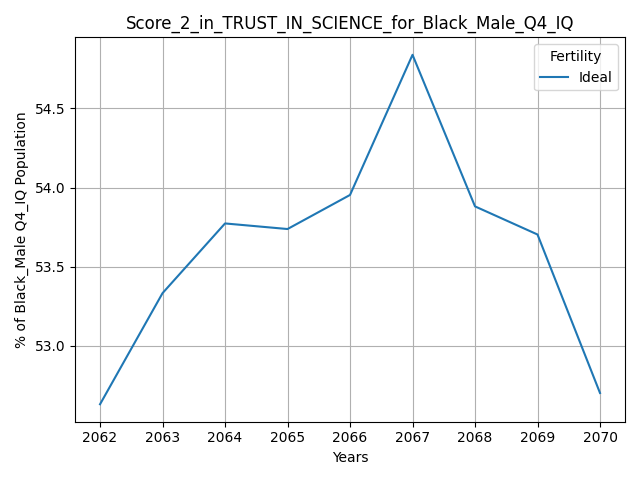 Score_2_in_TRUST_IN_SCIENCE_for_Black_Male_Q4_IQ
Fertility
Ideal
% of Black_Male Q4_IQ Population
54.5
54.0
53.5
53.0
2062 2063 2064 2065 2066 2067 2068 2069 2070
Years